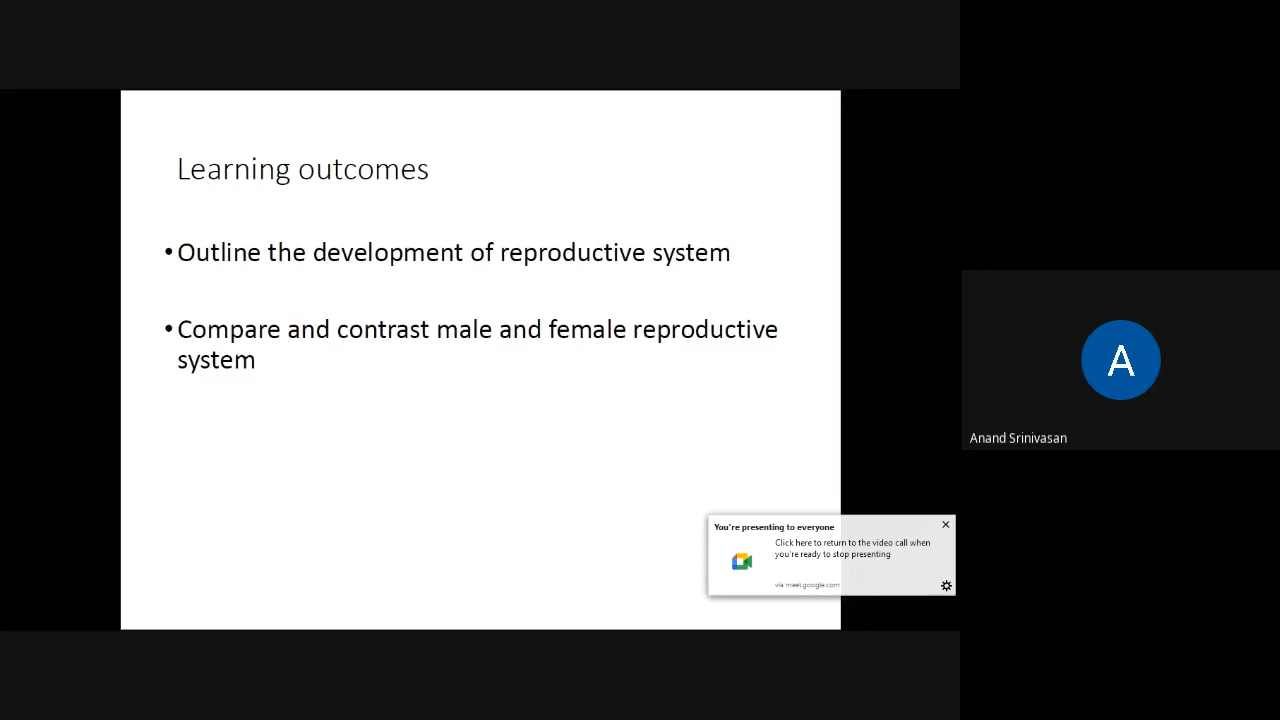 Learning outcomes
•Outline the development of reproductive system
•Compare and contrast male and female reproductive
system
A
Anand Srinivasan
You're presenting to everyone
Click here to return to the video call when
you're ready to stop presenting
via meet.google.com